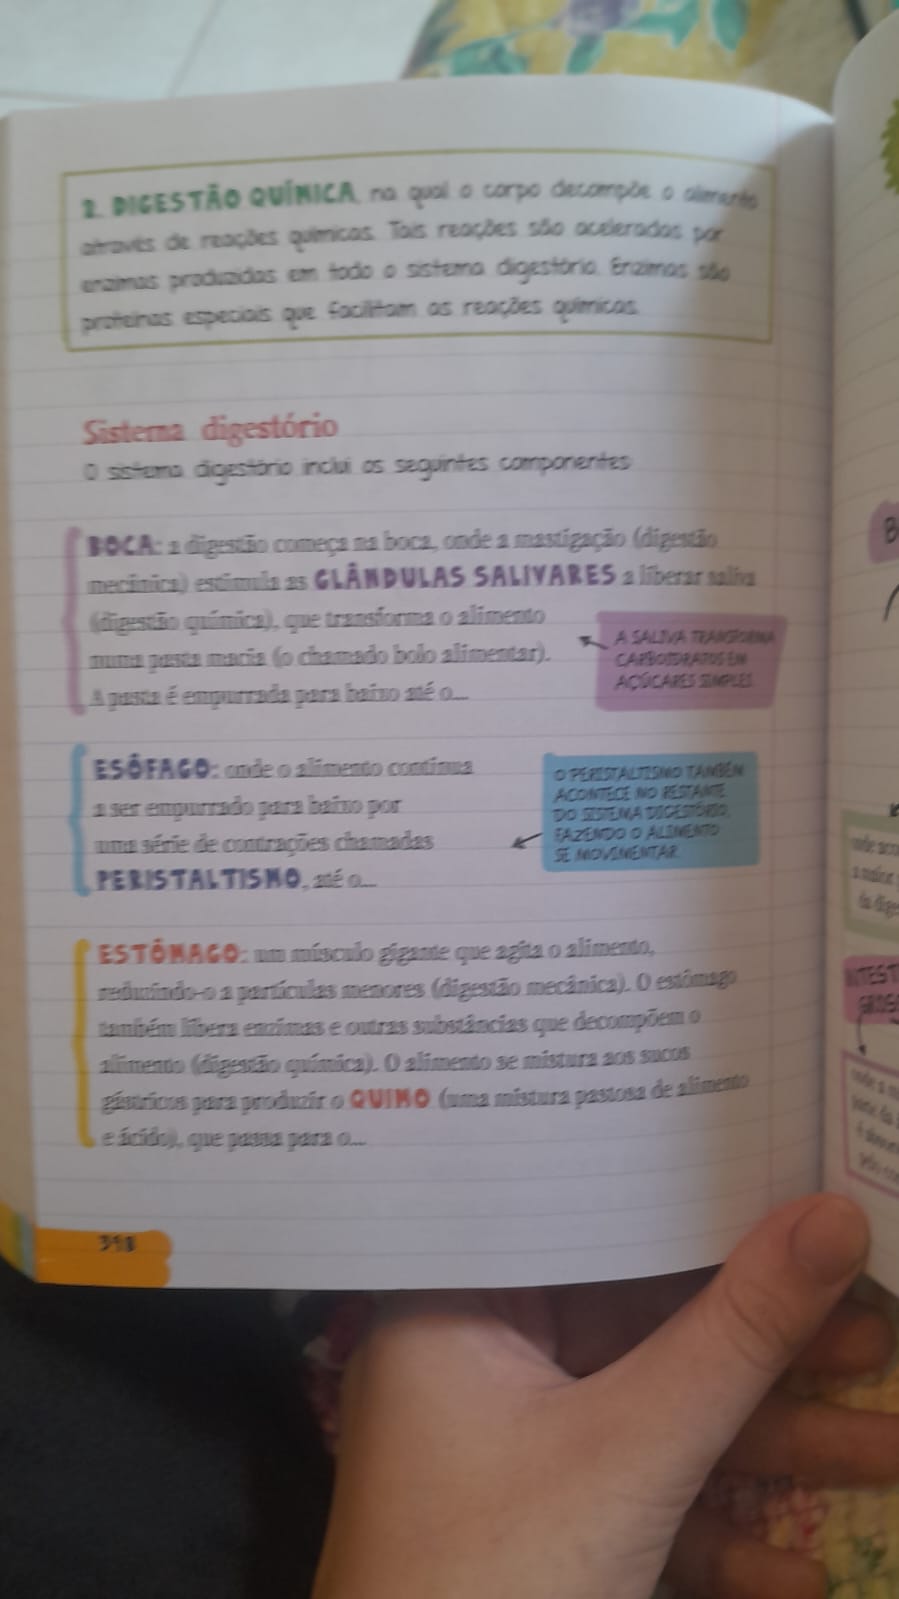 2. DIGESTÃO QUÍMICA, na qual o corpo decompõe o alimento
através de reações químicas. Tais reações são aceleradas por
enzimas produzidas em todo o sistema digestório. Enzimas são
proteínas especiais que facilitam as reações químicas.
Sistema digestório
O sistema digestório inclui os seguintes componentes:
BOCA: a digestão começa na boca, onde a mastigação (digestão
mecânica) estimula as GLÂNDULAS SALIVARES a liberar saliva
(digestão química), que transforma o alimento
numa pasta macia (o chamado bolo alimentar).
A pasta é empurrada para baixo até o...
A SALIVA TRANSFORMA
CARBOIDRATOS EM
AÇÚCARES SIMPLES.
ESÔFAGO: onde o alimento continua
a ser empurrado para baixo por
uma série de contrações chamadas
PERISTALTISMO, até o...
O PERISTALTISMO TAMBÉM
ACONTECE NO RESTANTE
DO SISTEMA DIGESTÓRIO,
FAZENDO O ALIMENTO
SE MOVIMENTAR.
ESTÔMAGO: um músculo gigante que agita o alimento,
reduzindo-o a partículas menores (digestão mecânica). O estômago
também libera enzimas e outras substâncias que decompõem o
alimento (digestão química). O alimento se mistura aos sucos
gástricos para produzir o QUIMO (uma mistura pastosa de alimento
e ácido), que passa para o...